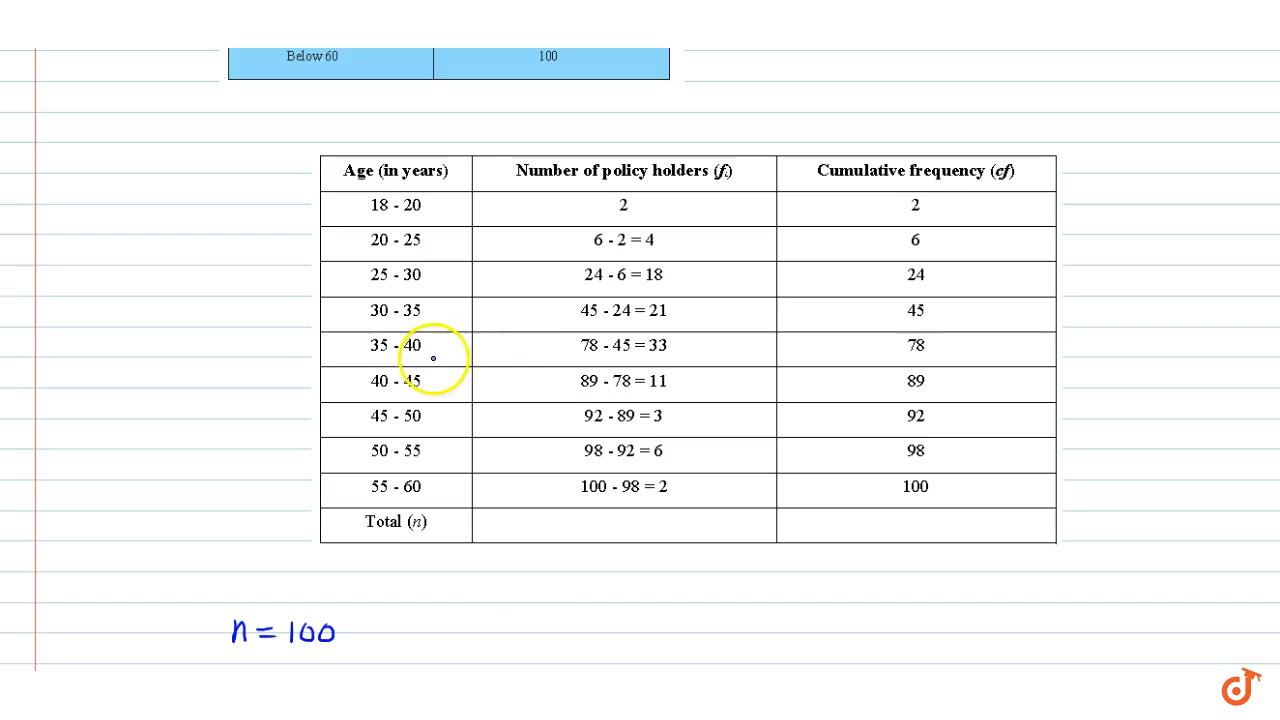 Below 60 100
Age (in years) Number of policy holders (fᵢ) Cumulative frequency (cf)
18 - 20 2 2
20 - 25 6 - 2 = 4 6
25 - 30 24 - 6 = 18 24
30 - 35 45 - 24 = 21 45
35 - 40 78 - 45 = 33 78
40 - 45 89 - 78 = 11 89
45 - 50 92 - 89 = 3 92
50 - 55 98 - 92 = 6 98
55 - 60 100 - 98 = 2 100
Total (n)
n = 100